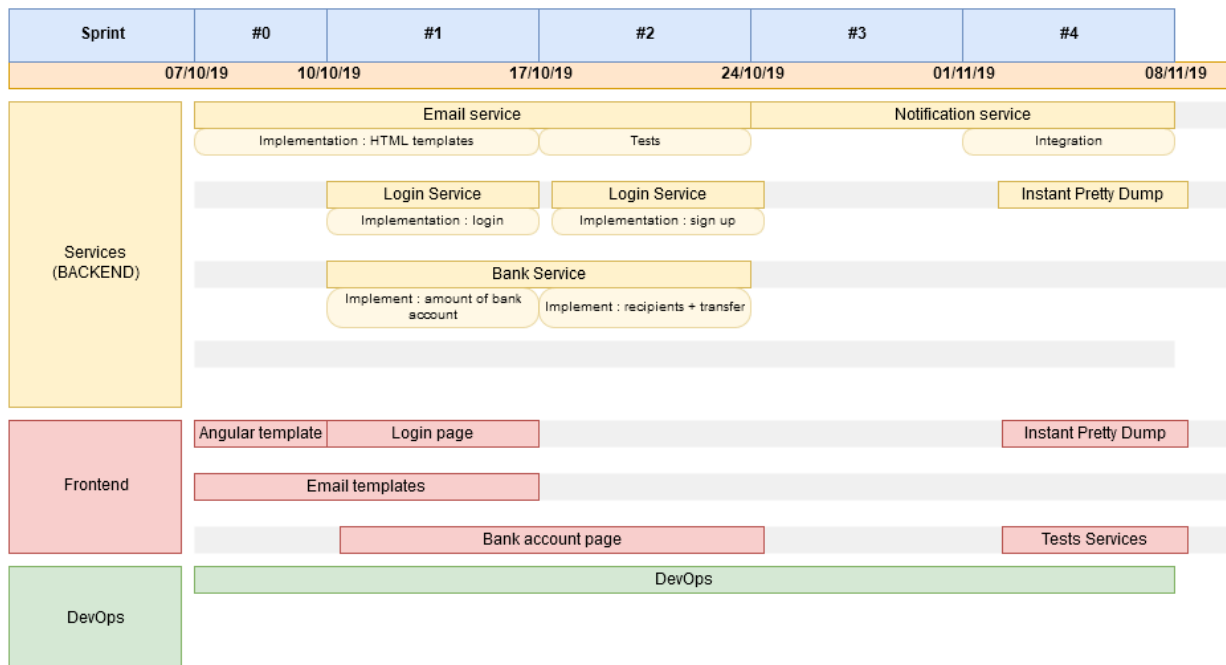 Sprint #0 #1 #2 #3 #4
07/10/19 10/10/19 17/10/19 24/10/19 01/11/19 08/11/19
Services
(BACKEND)
Email service
Notification service
Implementation : HTML templates
Tests
Integration
Login Service
Login Service
Instant Pretty Dump
Implementation : login
Implementation : sign up
Bank Service
Implement : amount of bank
account
Implement : recipients + transfer
Frontend
Angular template
Login page
Instant Pretty Dump
Email templates
Bank account page
Tests Services
DevOps
DevOps